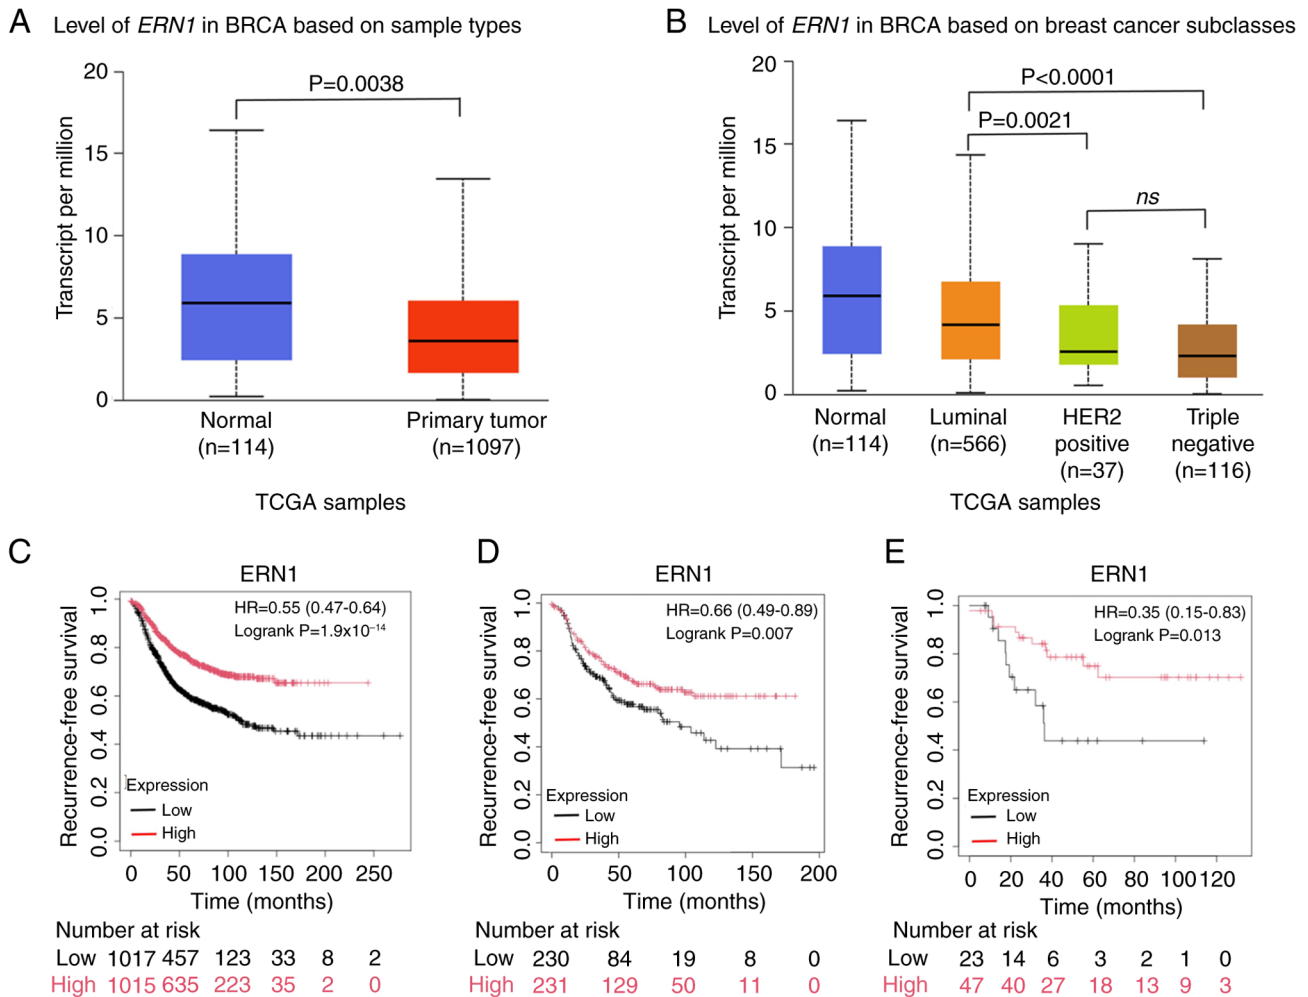 A Level of ERN1 in BRCA based on sample types
20
15
10
5
0
Transcript per million
P=0.0038
Normal
(n=114)
Primary tumor
(n=1097)
TCGA samples
B Level of ERN1 in BRCA based on breast cancer subclasses
20
15
10
5
0
Transcript per million
P<0.0001
P=0.0021
ns
Normal
(n=114)
Luminal
(n=566)
HER2
positive
(n=37)
Triple
negative
(n=116)
TCGA samples
C
ERN1
HR=0.55 (0.47-0.64)
Logrank P=1.9x10⁻¹⁴
Recurrence-free survival
1.0
0.8
0.6
0.4
0.2
0.0
Expression
Low
High
0 50 100 150 200 250
Time (months)
Number at risk
Low 1017 457 123 33 8 2
High 1015 635 223 35 2 0
D
ERN1
HR=0.66 (0.49-0.89)
Logrank P=0.007
Recurrence-free survival
1.0
0.8
0.6
0.4
0.2
0.0
Expression
Low
High
0 50 100 150 200
Time (months)
Number at risk
Low 230 84 19 8 0
High 231 129 50 11 0
E
ERN1
HR=0.35 (0.15-0.83)
Logrank P=0.013
Recurrence-free survival
1.0
0.8
0.6
0.4
0.2
0.0
Expression
Low
High
0 20 40 60 80 100 120
Time (months)
Number at risk
Low 23 14 6 3 2 1 0
High 47 40 27 18 13 9 3